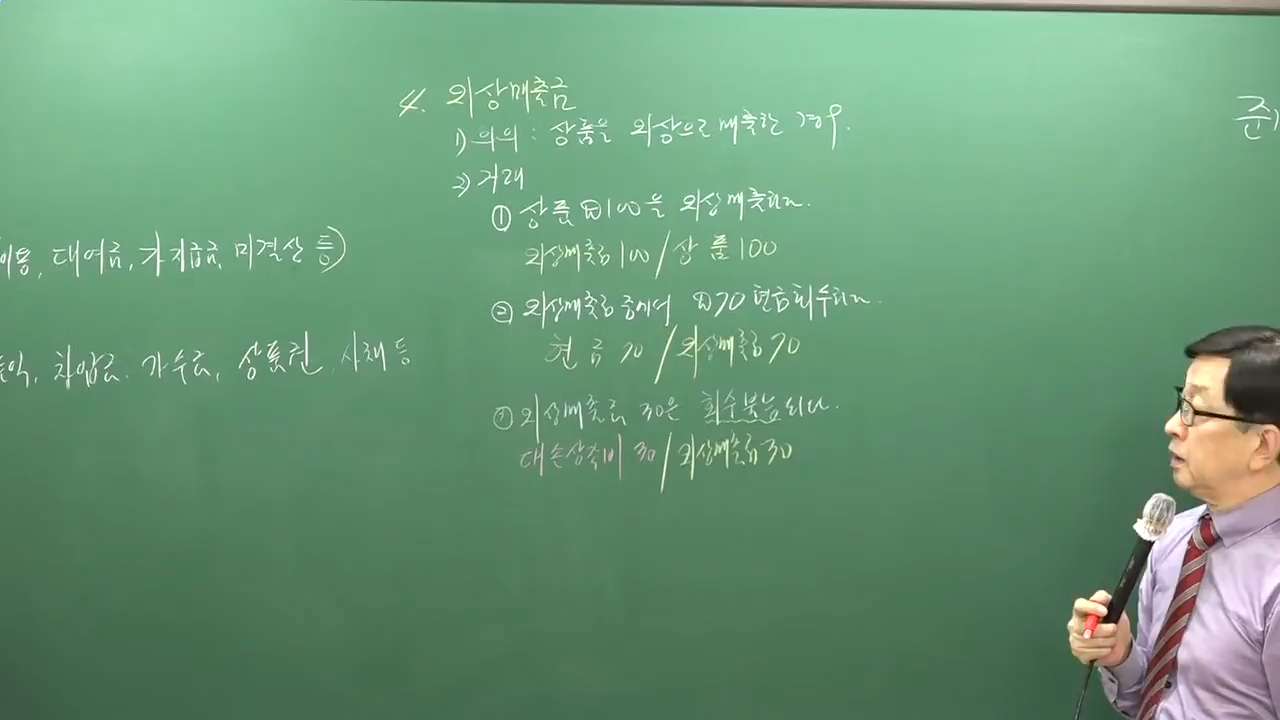 이용, 대여금, 가지급금, 미결산 등)
익, 차입금, 가수금, 상품권, 사채 등
4. 외상매출금
1) 의의 : 상품을 외상으로 매출한 경우.
2) 거래
① 상품 ₩100을 외상매출하다.
외상매출금 100 / 상품 100
② 외상매출금 중에서 ₩70 현금회수하다.
현금 70 / 외상매출금 70
③ 외상매출금 30은 회수불능되다.
대손상각비 30 / 외상매출금 30
준